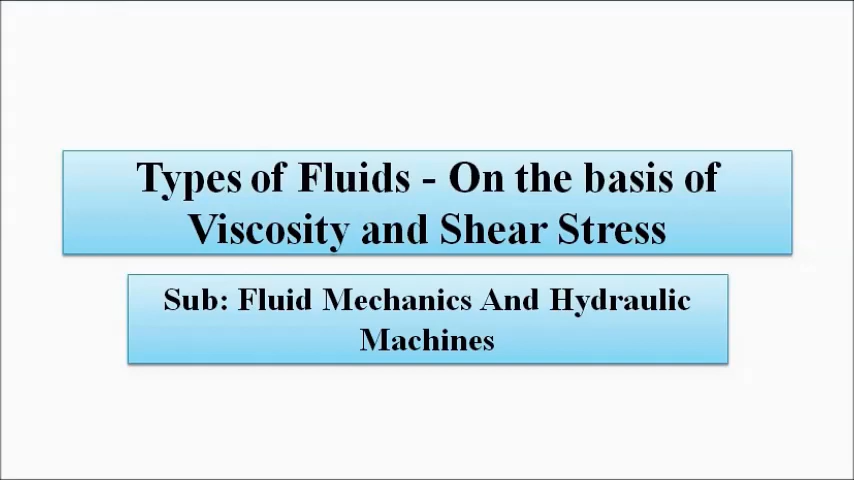 Types of Fluids - On the basis of
Viscosity and Shear Stress
Sub: Fluid Mechanics And Hydraulic
Machines